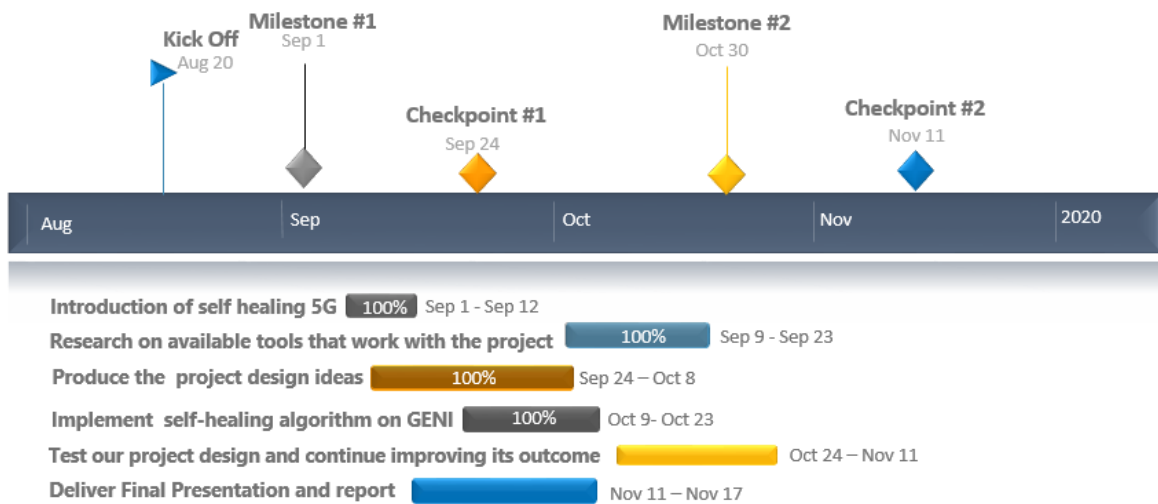 Milestone #1
Sep 1
Milestone #2
Oct 30
Kick Off
Aug 20
Checkpoint #1
Sep 24
Checkpoint #2
Nov 11
Aug
Sep
Oct
Nov
2020
Introduction of self healing 5G 100% Sep 1 - Sep 12
Research on available tools that work with the project 100% Sep 9 - Sep 23
Produce the project design ideas 100% Sep 24 – Oct 8
Implement self-healing algorithm on GENI 100% Oct 9- Oct 23
Test our project design and continue improving its outcome Oct 24 – Nov 11
Deliver Final Presentation and report Nov 11 – Nov 17